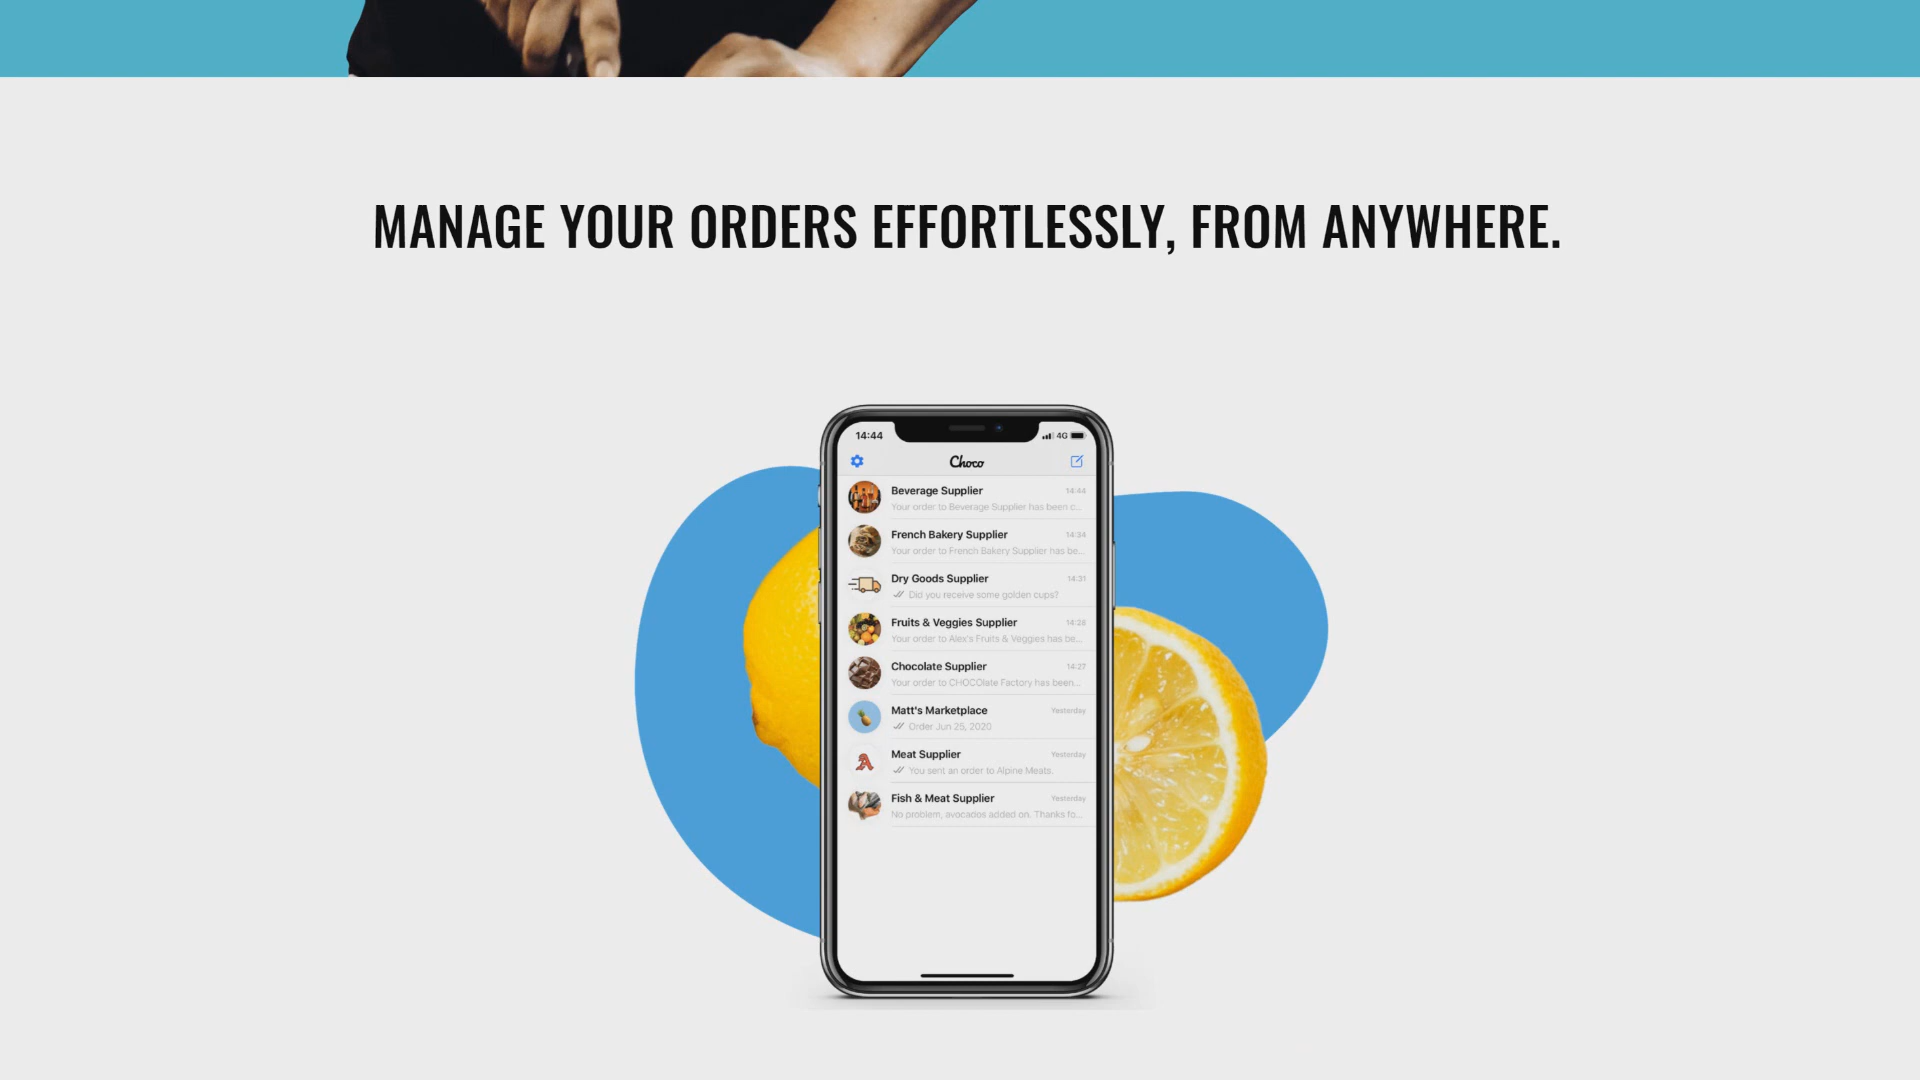 MANAGE YOUR ORDERS EFFORTLESSLY, FROM ANYWHERE.
14:44
4G
Choco
Beverage Supplier 14:44
Your order to Beverage Supplier has been c...
French Bakery Supplier 14:34
Your order to French Bakery Supplier has be...
Dry Goods Supplier 14:31
Did you receive some golden cups?
Fruits & Veggies Supplier 14:28
Your order to Alex's Fruits & Veggies has be...
Chocolate Supplier 14:27
Your order to CHOCOlate Factory has been...
Matt's Marketplace Yesterday
Order Jun 25, 2020
Meat Supplier Yesterday
You sent an order to Alpine Meats.
Fish & Meat Supplier Yesterday
No problem, avocados added on. Thanks fo...